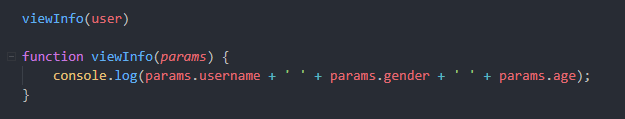 viewInfo(user)
function viewInfo(params) {
console.log(params.username + ' ' + params.gender + ' ' + params.age);
}